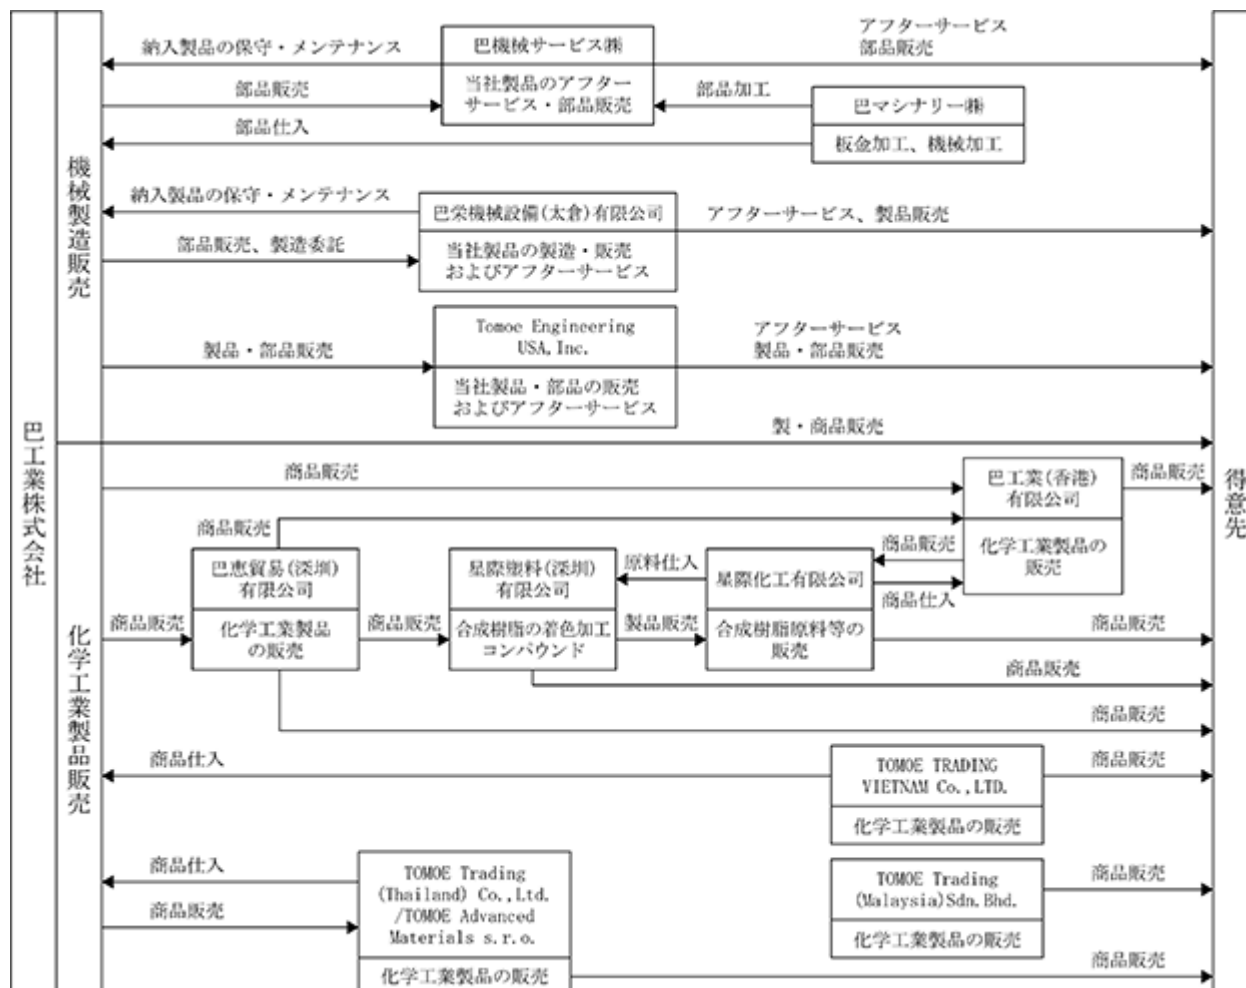 巴工業株式会社
機械製造販売
化学工業製品販売
得意先
納入製品の保守・メンテナンス
巴機械サービス㈱
当社製品のアフター
サービス・部品販売
アフターサービス
部品販売
部品販売
部品加工
巴マシナリー㈱
板金加工、機械加工
部品仕入
納入製品の保守・メンテナンス
巴栄機械設備(太倉)有限公司
当社製品の製造・販売
およびアフターサービス
アフターサービス、製品販売
部品販売、製造委託
Tomoe Engineering
USA,Inc.
当社製品・部品の販売
およびアフターサービス
製品・部品販売
アフターサービス
製品・部品販売
製・商品販売
商品販売
巴工業(香港)
有限公司
化学工業製品の
販売
商品販売
商品販売
巴恵貿易(深圳)
有限公司
化学工業製品
の販売
商品販売
商品販売
星際塑料(深圳)
有限公司
合成樹脂の着色加工
コンパウンド
原料仕入
製品販売
星際化工有限公司
合成樹脂原料等の
販売
商品販売
商品仕入
商品販売
商品販売
商品販売
商品仕入
TOMOE TRADING
VIETNAM Co.,LTD.
化学工業製品の販売
商品販売
商品仕入
商品販売
TOMOE Trading
(Thailand) Co.,Ltd.
/TOMOE Advanced
Materials s.r.o.
化学工業製品の販売
TOMOE Trading
(Malaysia)Sdn.Bhd.
化学工業製品の販売
商品販売
商品販売